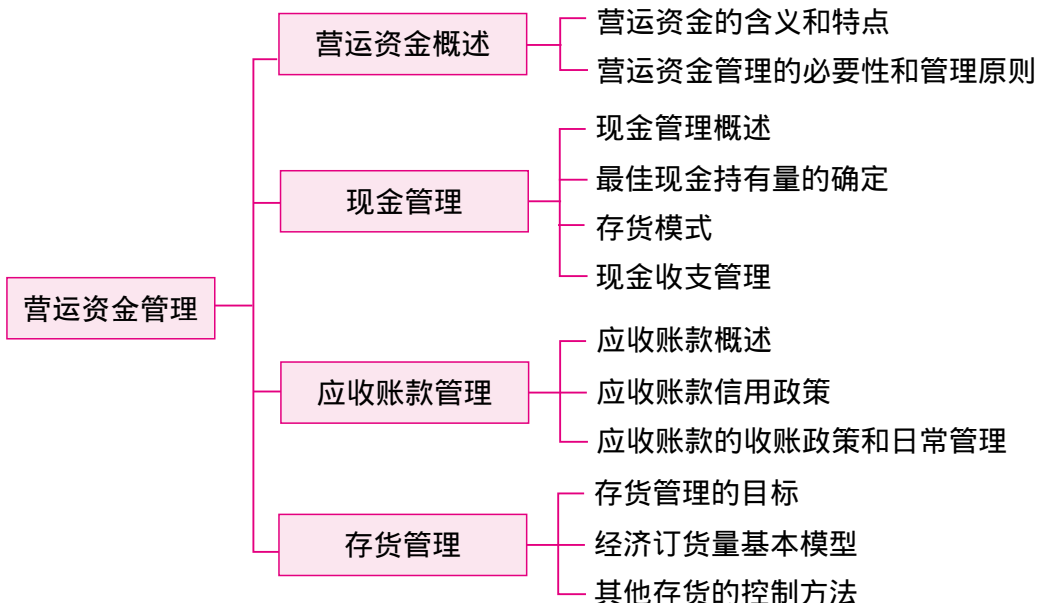 营运资金管理
营运资金概述
营运资金的含义和特点
营运资金管理的必要性和管理原则
现金管理
现金管理概述
最佳现金持有量的确定
存货模式
现金收支管理
应收账款管理
应收账款概述
应收账款信用政策
应收账款的收账政策和日常管理
存货管理
存货管理的目标
经济订货量基本模型
其他存货的控制方法